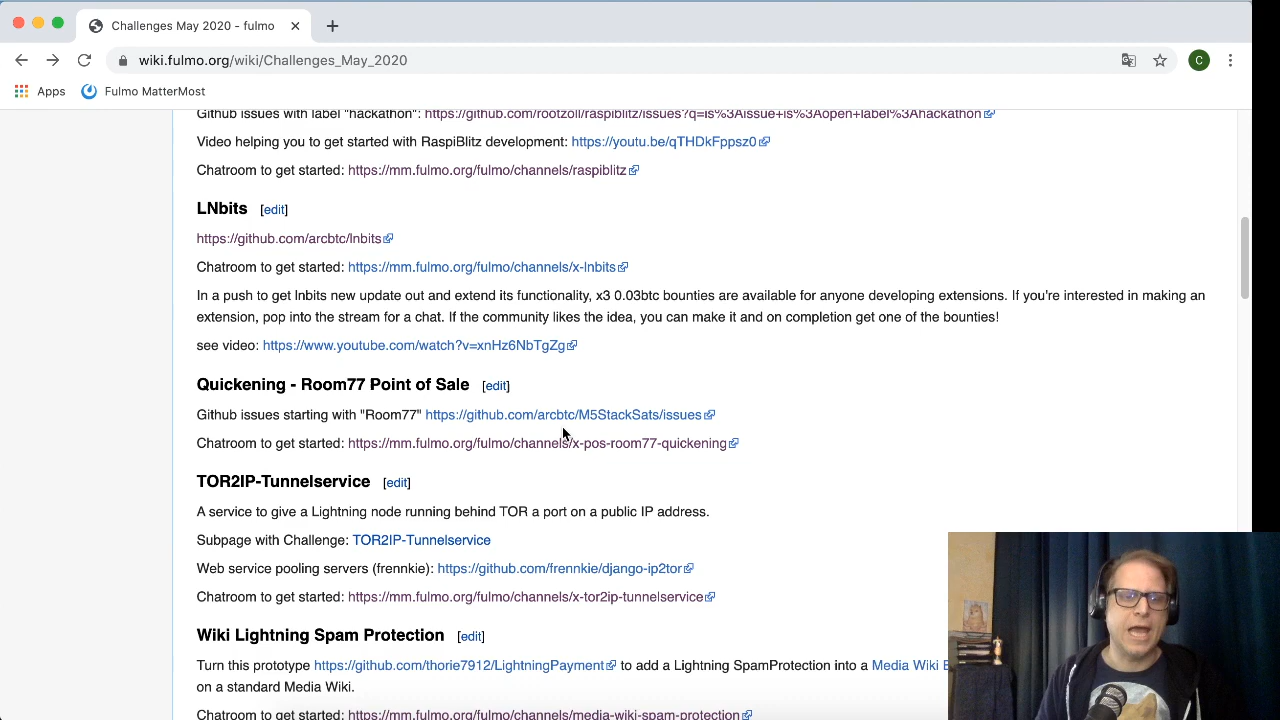 Challenges May 2020 - fulmo
wiki.fulmo.org/wiki/Challenges_May_2020
C
Apps
Fulmo MatterMost
Github issues with label "hackathon": https://github.com/rootzoll/raspiblitz/issues?q=is%3Aissue+is%3Aopen+label%3Ahackathon
Video helping you to get started with RaspiBlitz development: https://youtu.be/qTHDkFppsz0
Chatroom to get started: https://mm.fulmo.org/fulmo/channels/raspiblitz
LNbits [edit]
https://github.com/arcbtc/lnbits
Chatroom to get started: https://mm.fulmo.org/fulmo/channels/x-lnbits
In a push to get lnbits new update out and extend its functionality, x3 0.03btc bounties are available for anyone developing extensions. If you're interested in making an
extension, pop into the stream for a chat. If the community likes the idea, you can make it and on completion get one of the bounties!
see video: https://www.youtube.com/watch?v=xnHz6NbTgZg
Quickening - Room77 Point of Sale [edit]
Github issues starting with "Room77" https://github.com/arcbtc/M5StackSats/issues
Chatroom to get started: https://mm.fulmo.org/fulmo/channels/x-pos-room77-quickening
TOR2IP-Tunnelservice [edit]
A service to give a Lightning node running behind TOR a port on a public IP address.
Subpage with Challenge: TOR2IP-Tunnelservice
Web service pooling servers (frennkie): https://github.com/frennkie/django-ip2tor
Chatroom to get started: https://mm.fulmo.org/fulmo/channels/x-tor2ip-tunnelservice
Wiki Lightning Spam Protection [edit]
Turn this prototype https://github.com/thorie7912/LightningPayment to add a Lightning SpamProtection into a Media Wiki
on a standard Media Wiki.
Chatroom to get started: https://mm.fulmo.org/fulmo/channels/media-wiki-spam-protection